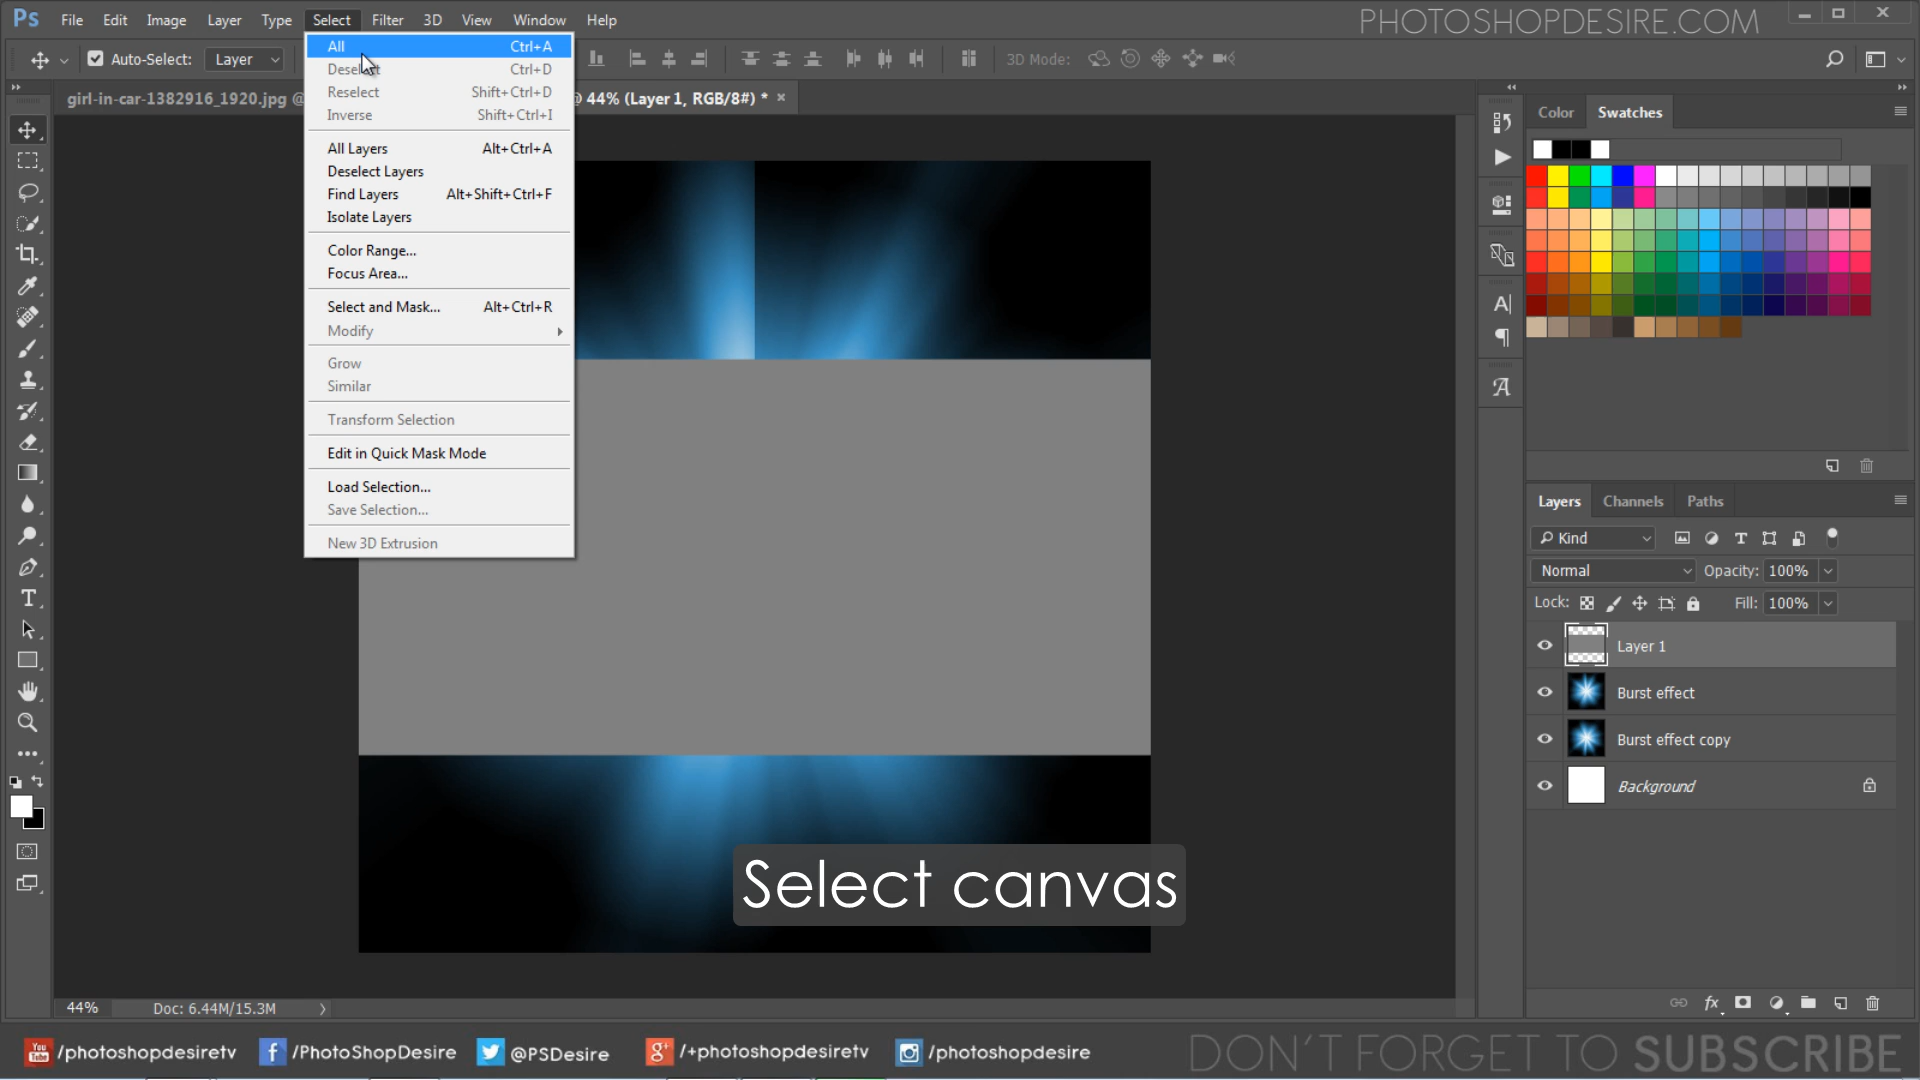 Ps File Edit Image Layer Type Select Filter 3D View Window Help
PHOTOSHOPDESIRE.COM
Auto-Select: Layer 3D Mode:
girl-in-car-1382916_1920.jpg @ @ 44% (Layer 1, RGB/8#) * ×
All Ctrl+A
Deselect Ctrl+D
Reselect Shift+Ctrl+D
Inverse Shift+Ctrl+I
All Layers Alt+Ctrl+A
Deselect Layers
Find Layers Alt+Shift+Ctrl+F
Isolate Layers
Color Range...
Focus Area...
Select and Mask... Alt+Ctrl+R
Modify
Grow
Similar
Transform Selection
Edit in Quick Mask Mode
Load Selection...
Save Selection...
New 3D Extrusion
Color Swatches
Layers Channels Paths
Kind
Normal Opacity: 100%
Lock: Fill: 100%
Layer 1
Burst effect
Burst effect copy
Background
fx
Select canvas
44% Doc: 6.44M/15.3M
You Tube /photoshopdesiretv f /PhotoShopDesire @PSDesire g+ /+photoshopdesiretv /photoshopdesire
DON'T FORGET TO SUBSCRIBE